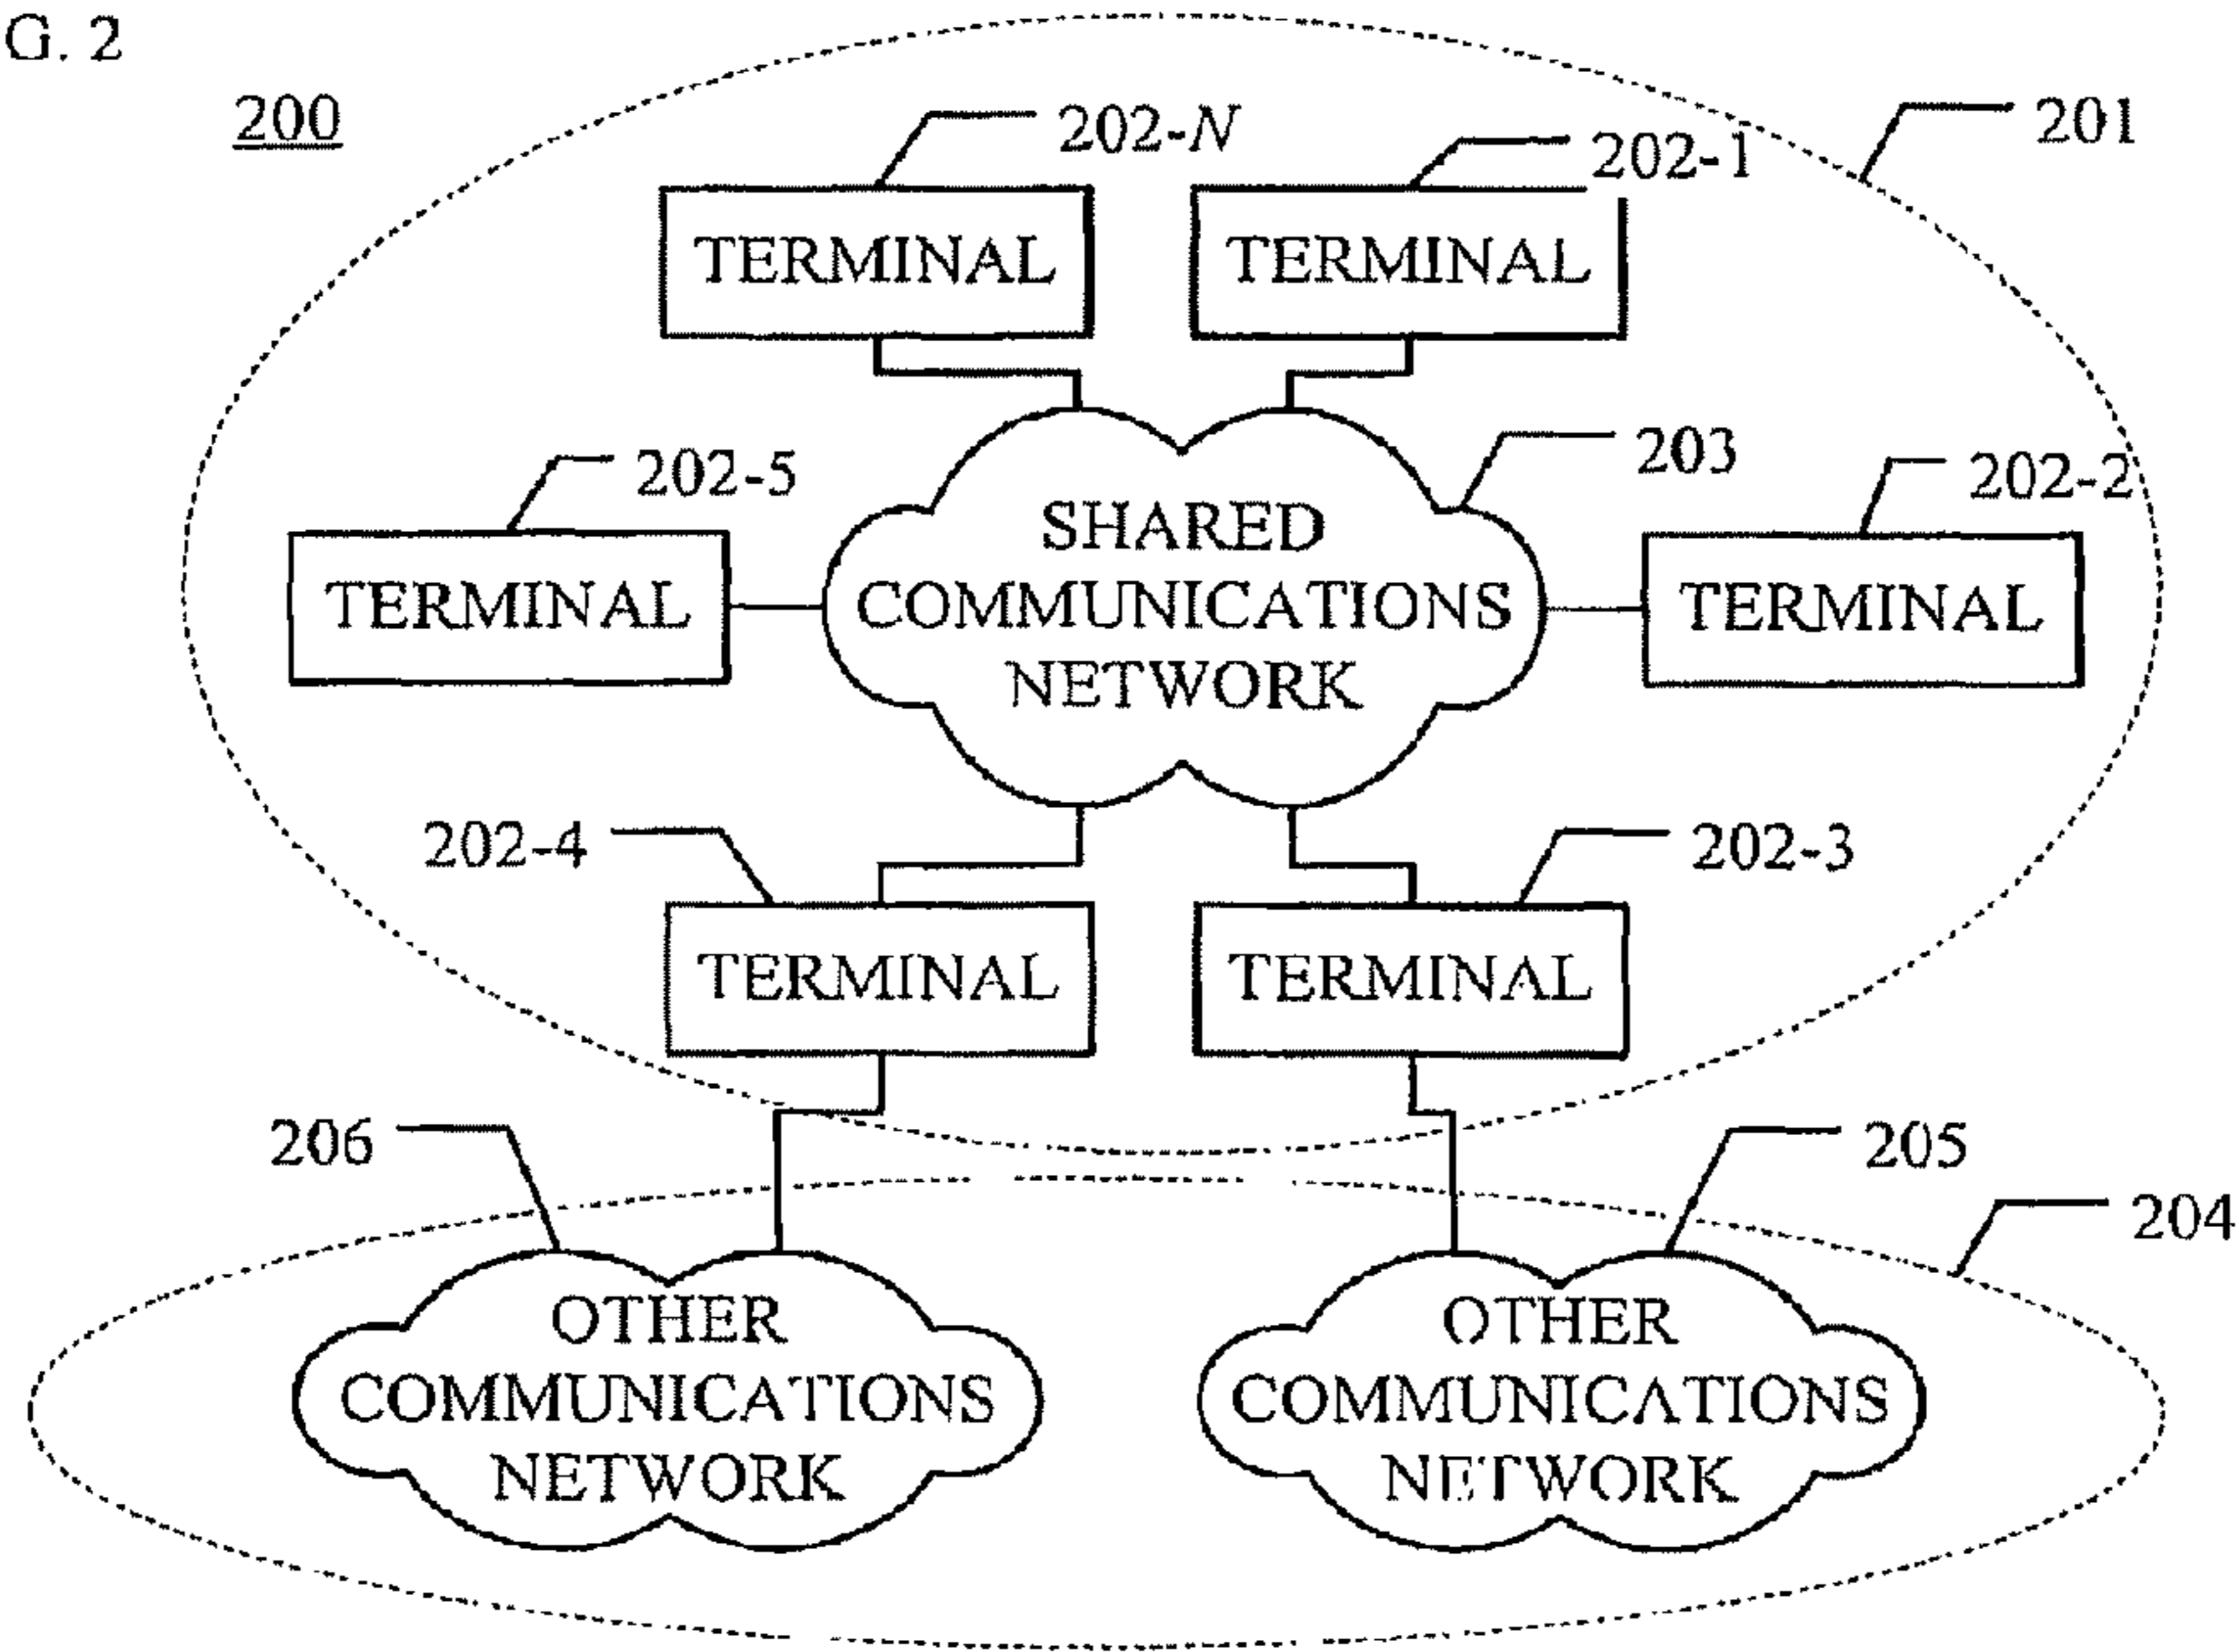 G. 2
200
201
202-N
202-1
TERMINAL
TERMINAL
203
202-5
202-2
SHARED
COMMUNICATIONS
NETWORK
TERMINAL
TERMINAL
202-4
202-3
TERMINAL
TERMINAL
206
205
204
OTHER
COMMUNICATIONS
NETWORK
OTHER
COMMUNICATIONS
NETWORK